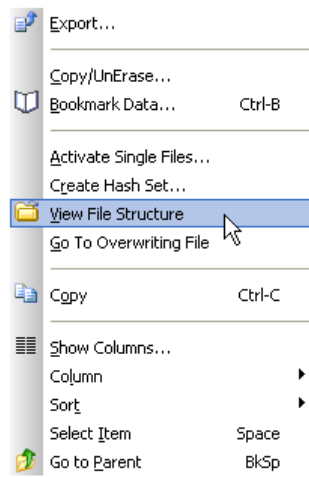 Export...
Copy/UnErase...
Bookmark Data... Ctrl-B
Activate Single Files...
Create Hash Set...
View File Structure
Go To Overwriting File
Copy Ctrl-C
Show Columns...
Column
Sort
Select Item Space
Go to Parent BkSp